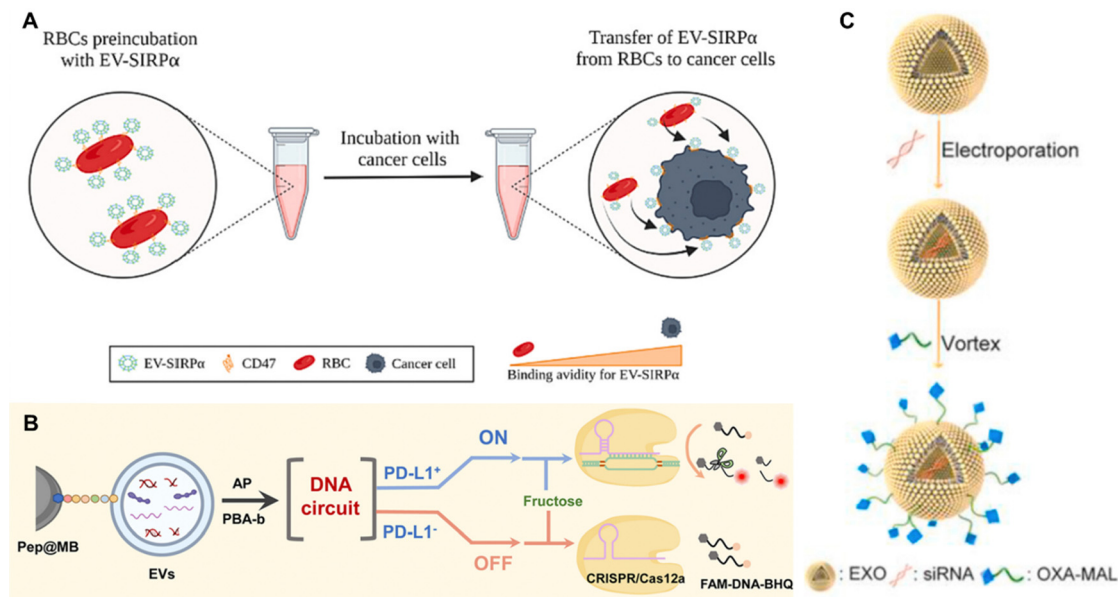 A
RBCs preincubation
with EV-SIRPα
Incubation with
cancer cells
Transfer of EV-SIRPα
from RBCs to cancer cells
EV-SIRPα
CD47
RBC
Cancer cell
Binding avidity for EV-SIRPα
B
Pep@MB
EVs
AP
PBA-b
DNA
circuit
PD-L1⁺
PD-L1⁻
ON
OFF
Fructose
CRISPR/Cas12a
FAM-DNA-BHQ
C
Electroporation
Vortex
: EXO
: siRNA
: OXA-MAL